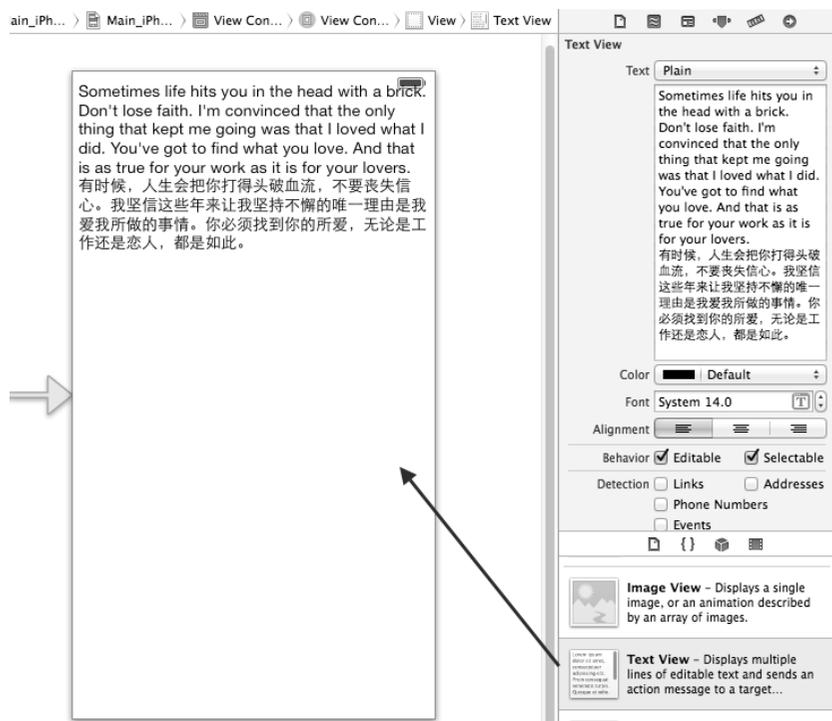 ain_iPh... Main_iPh... View Con... View Con... View Text View
Sometimes life hits you in the head with a brick.
Don't lose faith. I'm convinced that the only
thing that kept me going was that I loved what I
did. You've got to find what you love. And that
is as true for your work as it is for your lovers.
有时候，人生会把你打得头破血流，不要丧失信
心。我坚信这些年来让我坚持不懈的唯一理由是我
爱我所做的事情。你必须找到你的所爱，无论是工
作还是恋人，都是如此。
Text View
Text Plain
Sometimes life hits you in
the head with a brick.
Don't lose faith. I'm
convinced that the only
thing that kept me going
was that I loved what I did.
You've got to find what
you love. And that is as
true for your work as it is
for your lovers.
有时候，人生会把你打得头破
血流，不要丧失信心。我坚信
这些年来让我坚持不懈的唯一
理由是我爱我所做的事情。你
必须找到你的所爱，无论是工
作还是恋人，都是如此。
Color Default
Font System 14.0 T
Alignment
Behavior Editable Selectable
Detection Links Addresses
Phone Numbers
Events
{}
Image View – Displays a single
image, or an animation described
by an array of images.
Text View – Displays multiple
lines of editable text and sends an
action message to a target...